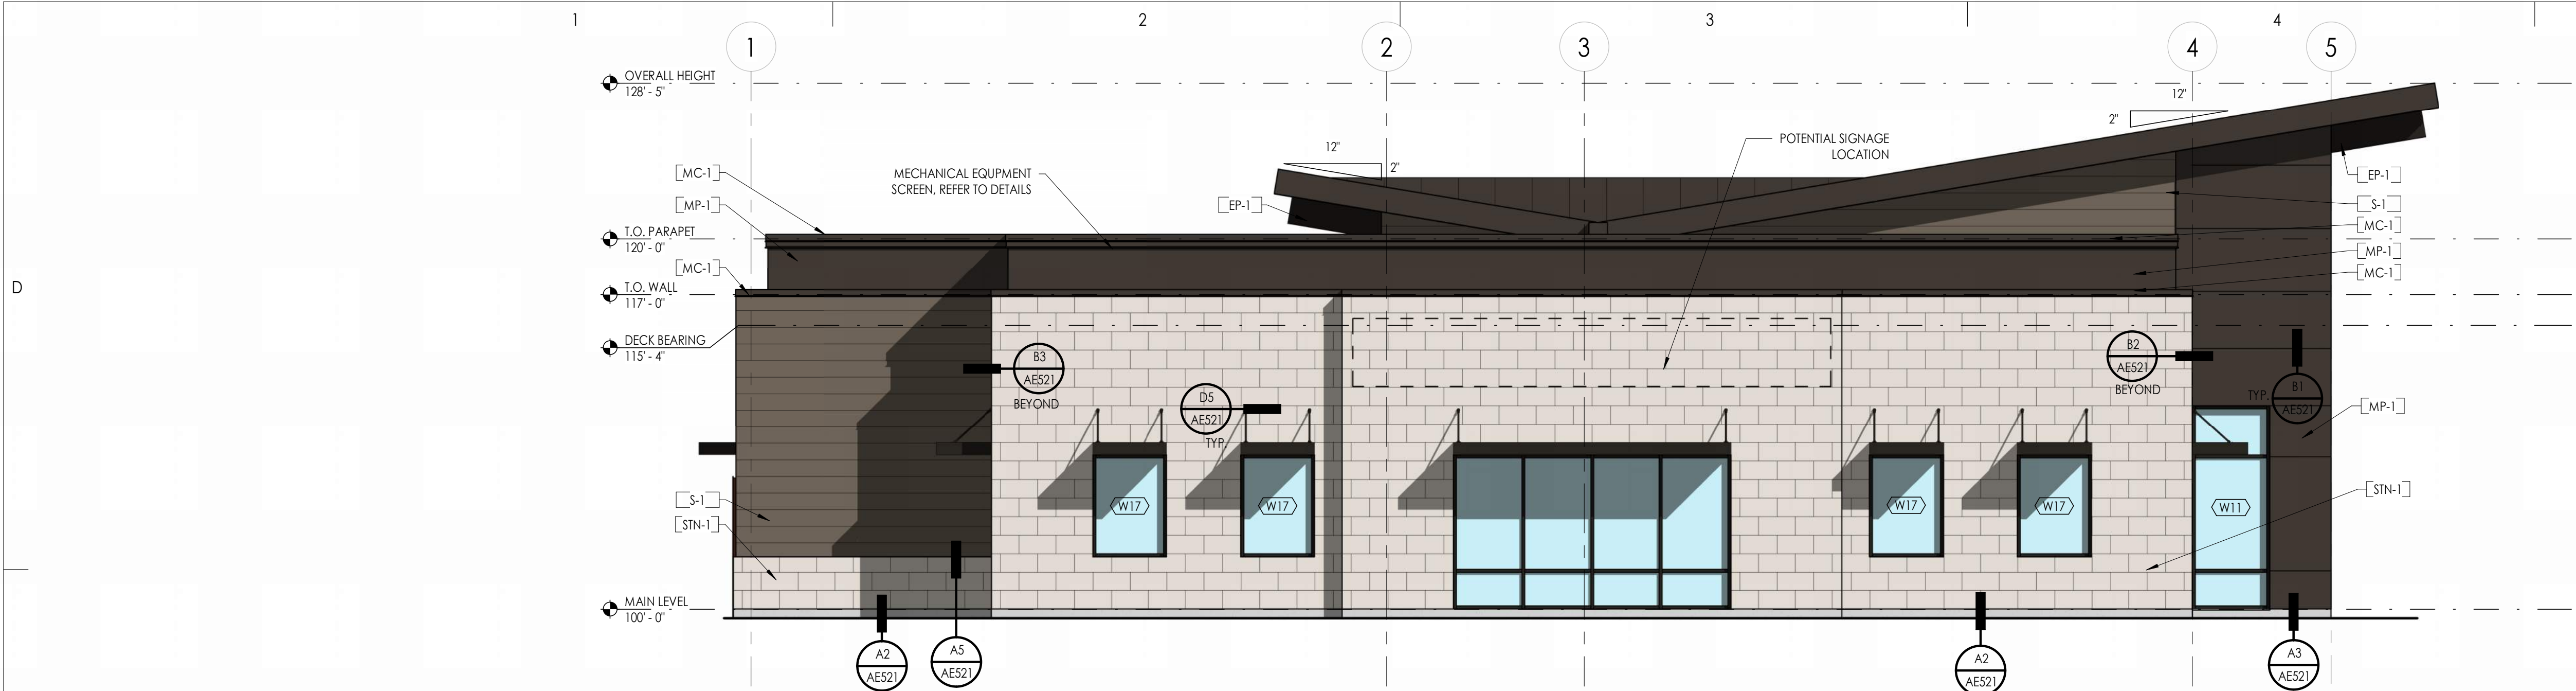 1
2
3
4
1
2
3
4
5
OVERALL HEIGHT
128' - 5"
12"
2"
POTENTIAL SIGNAGE
LOCATION
12"
2"
[MC-1]
MECHANICAL EQUPMENT
SCREEN, REFER TO DETAILS
[EP-1]
[MP-1]
[EP-1]
[S-1]
[MC-1]
T.O. PARAPET
120' - 0"
[MP-1]
[MC-1]
[MC-1]
D
T.O. WALL
117' - 0"
DECK BEARING
115' - 4"
B3
AE521
BEYOND
B2
AE521
BEYOND
D5
AE521
TYP.
TYP.
B1
AE521
[MP-1]
[S-1]
[STN-1]
W17
W17
W17
W17
W11
[STN-1]
MAIN LEVEL
100' - 0"
A2
AE521
A5
AE521
A2
AE521
A3
AE521